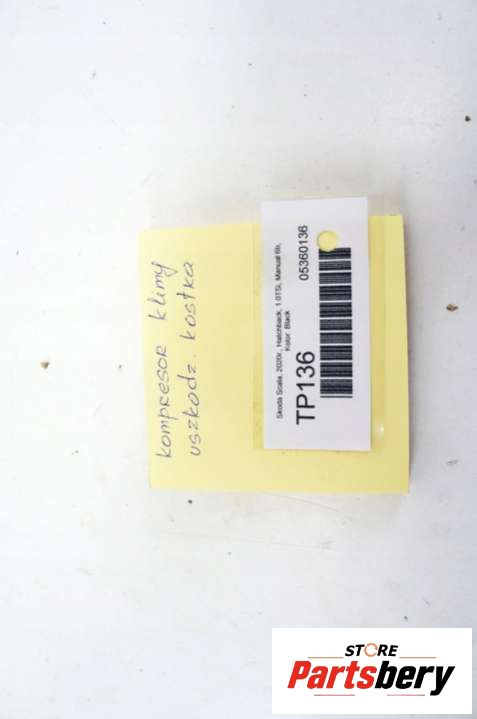 kompresor klimy
uszkodz. kostka
Skoda Scala, 2020r., Hatchback, 1.0TSi, Manual 6b,
Kolor: Black
TP136
05360136
STORE
Partsbery